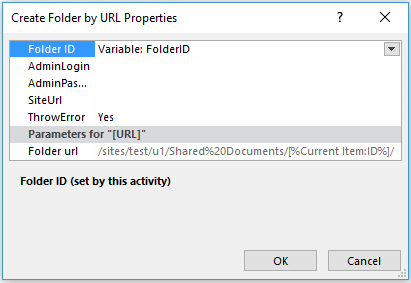 Create Folder by URL Properties
Folder ID Variable: FolderID
AdminLogin
AdminPas...
SiteUrl
ThrowError Yes
Parameters for "[URL]"
Folder url /sites/test/u1/Shared%20Documents/[%Current Item:ID%]/
Folder ID (set by this activity)
OK Cancel